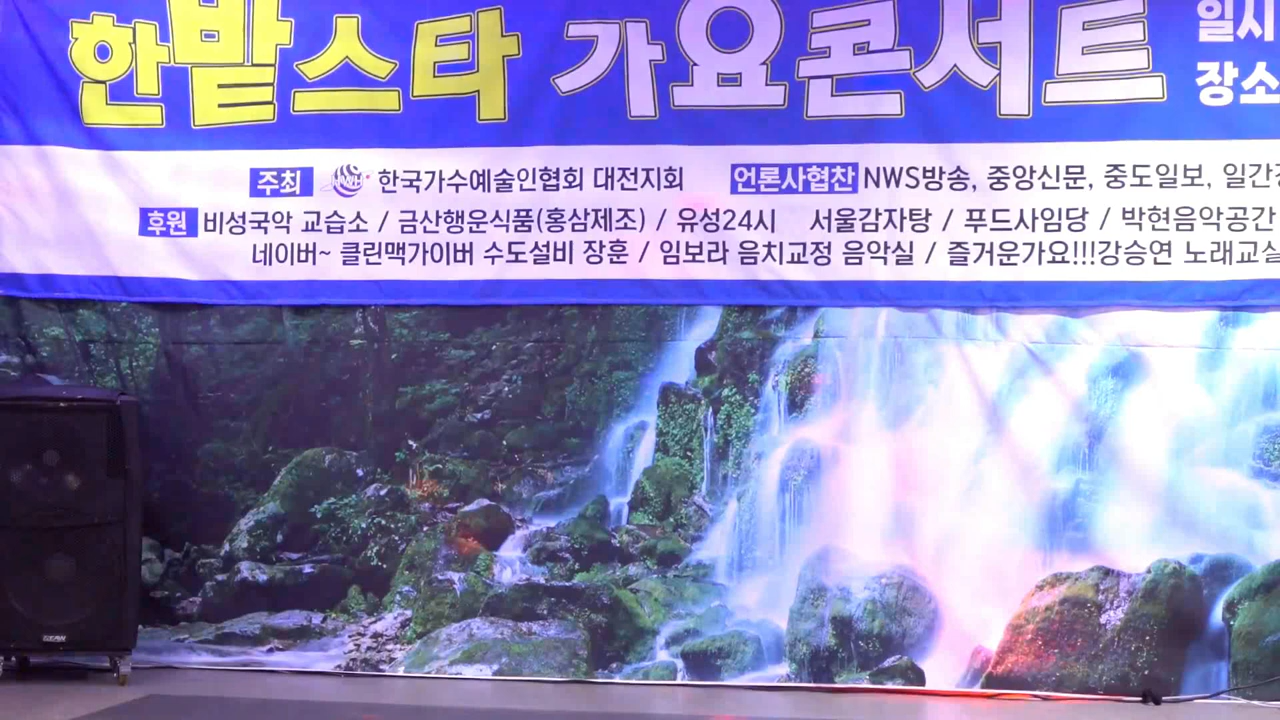 한밭스타 가요콘서트
일시
장소
주최 한국가수예술인협회 대전지회 언론사협찬 NWS방송, 중앙신문, 중도일보, 일간
후원 비성국악 교습소 / 금산행운식품(홍삼제조) / 유성24시 서울감자탕 / 푸드사임당 / 박현음악공간
네이버~ 클린맥가이버 수도설비 장훈 / 임보라 음치교정 음악실 / 즐거운가요!!!강승연 노래교실